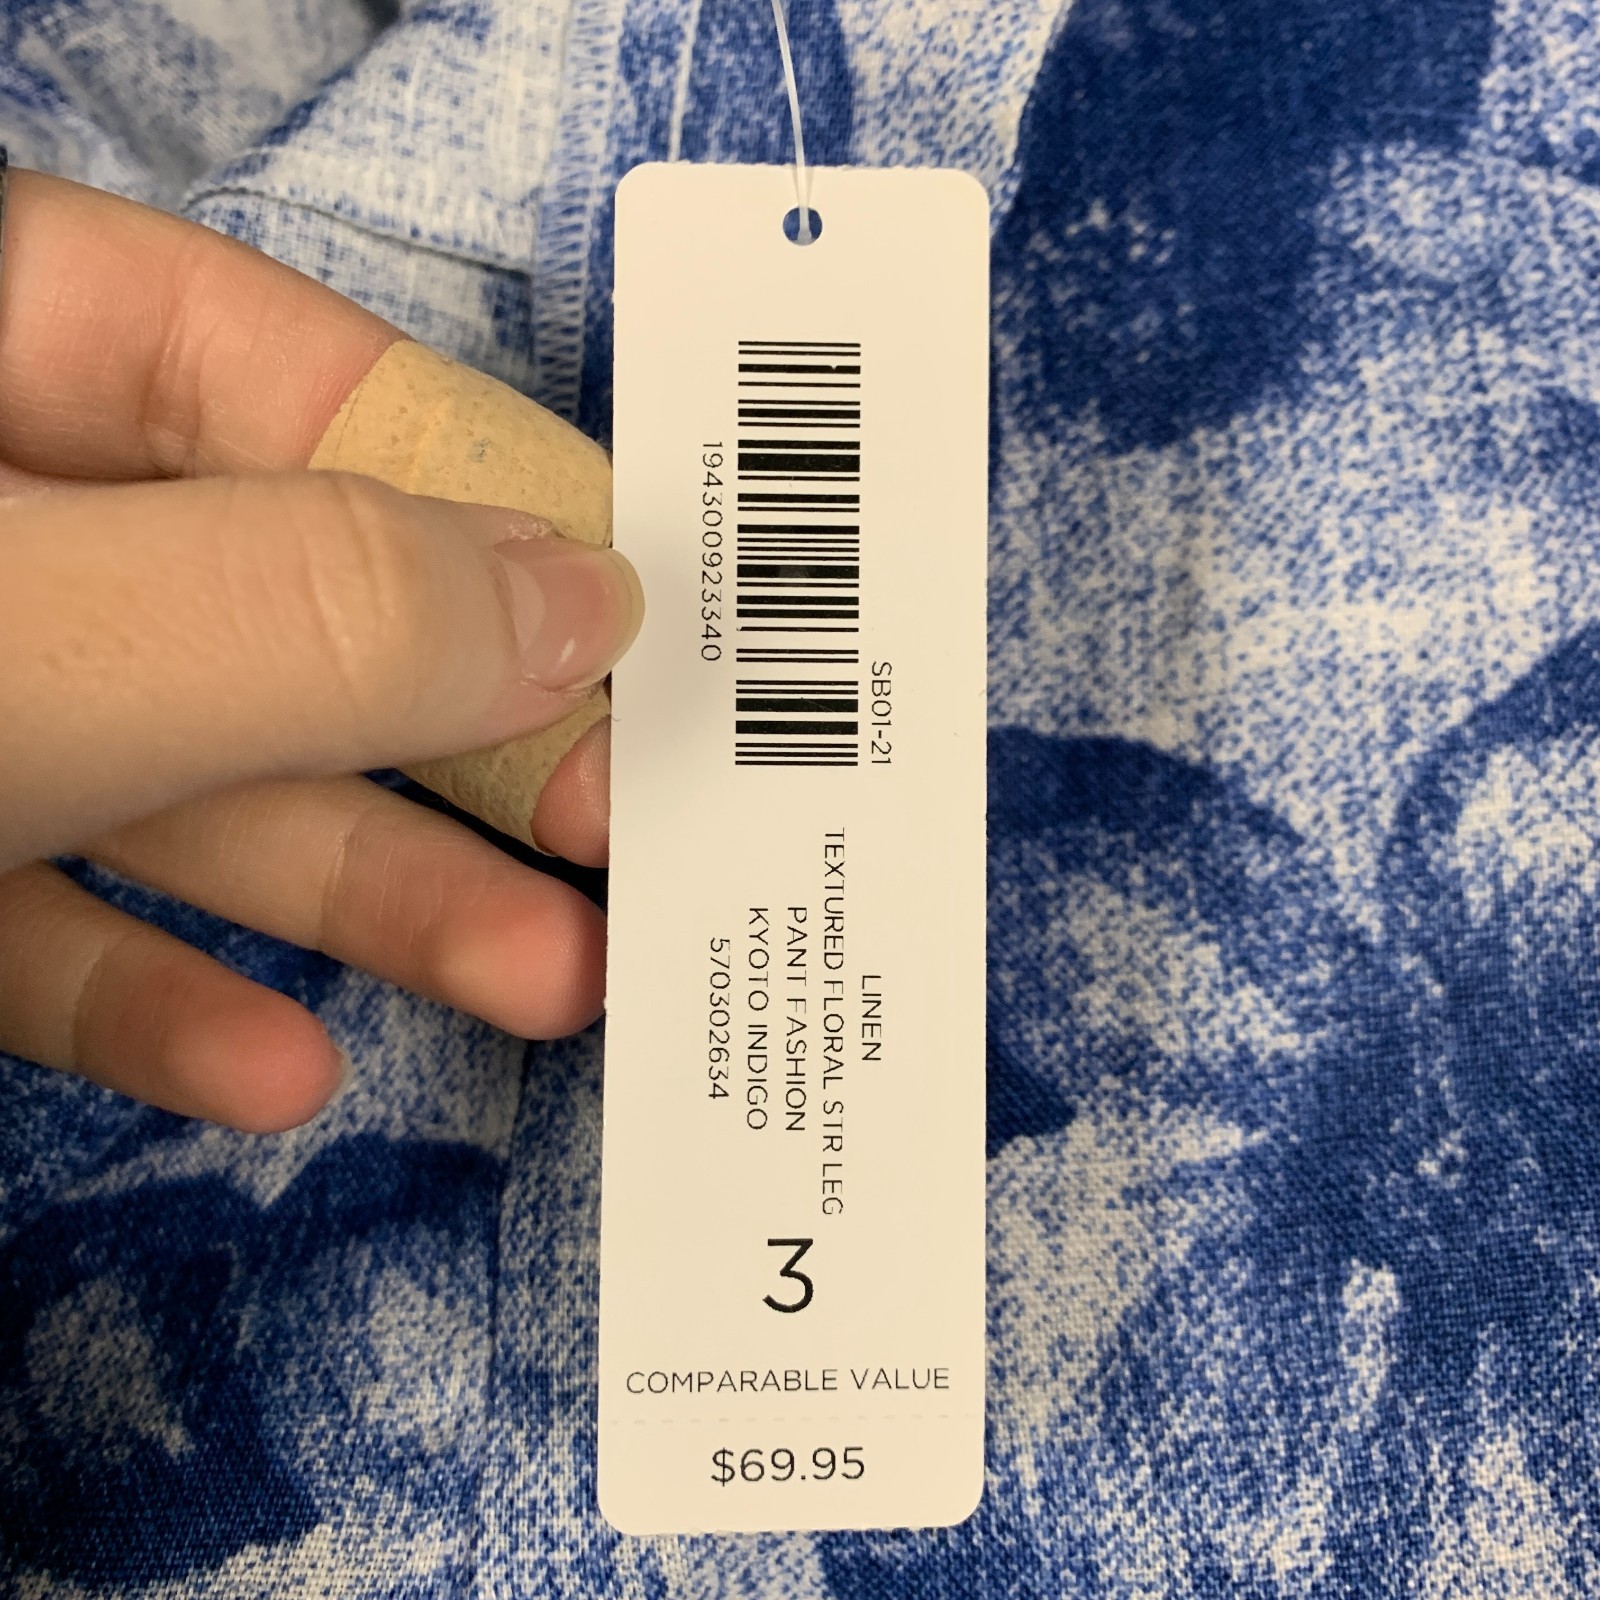 194300923340
SB01-21
LINEN
TEXTURED FLORAL STR LEG
PANT FASHION
KYOTO INDIGO
570302634
3
COMPARABLE VALUE
$69.95